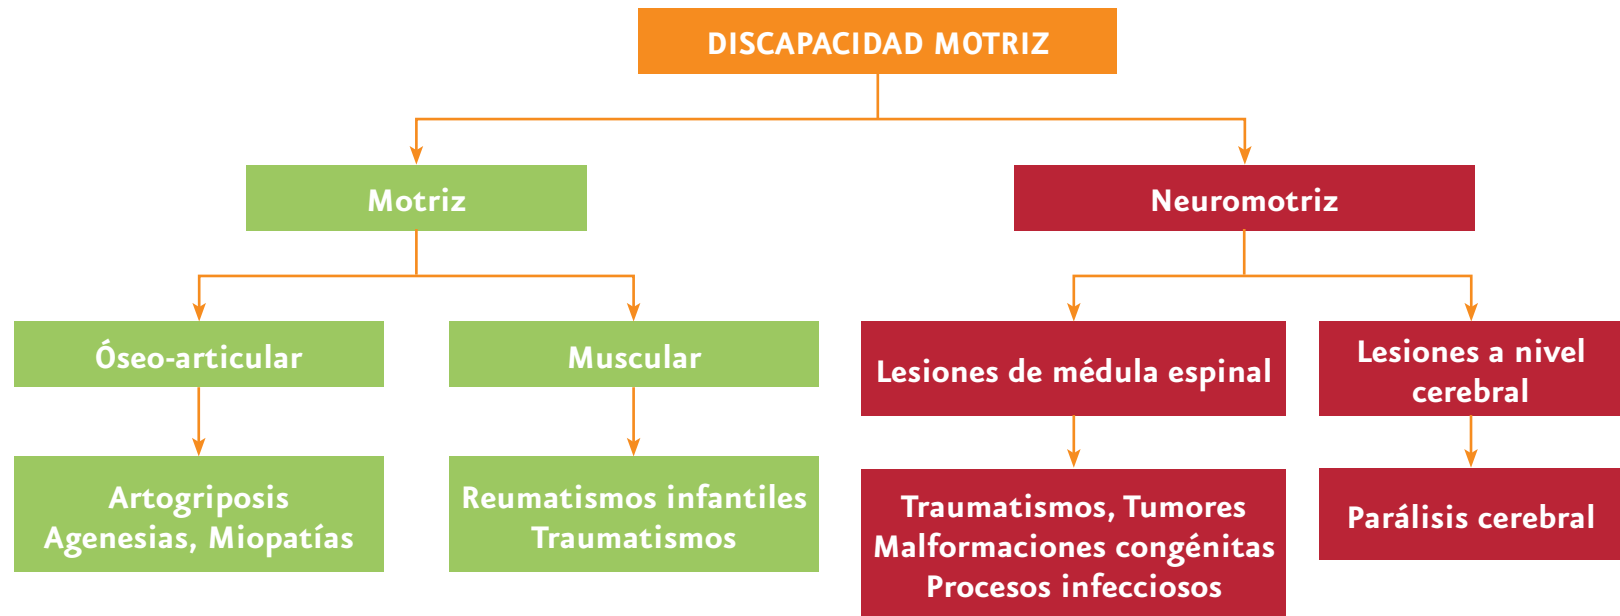 DISCAPACIDAD MOTRIZ
Motriz
Neuromotriz
Óseo-articular
Muscular
Lesiones de médula espinal
Lesiones a nivel
cerebral
Artogriposis
Agenesias, Miopatías
Reumatismos infantiles
Traumatismos
Traumatismos, Tumores
Malformaciones congénitas
Procesos infecciosos
Parálisis cerebral